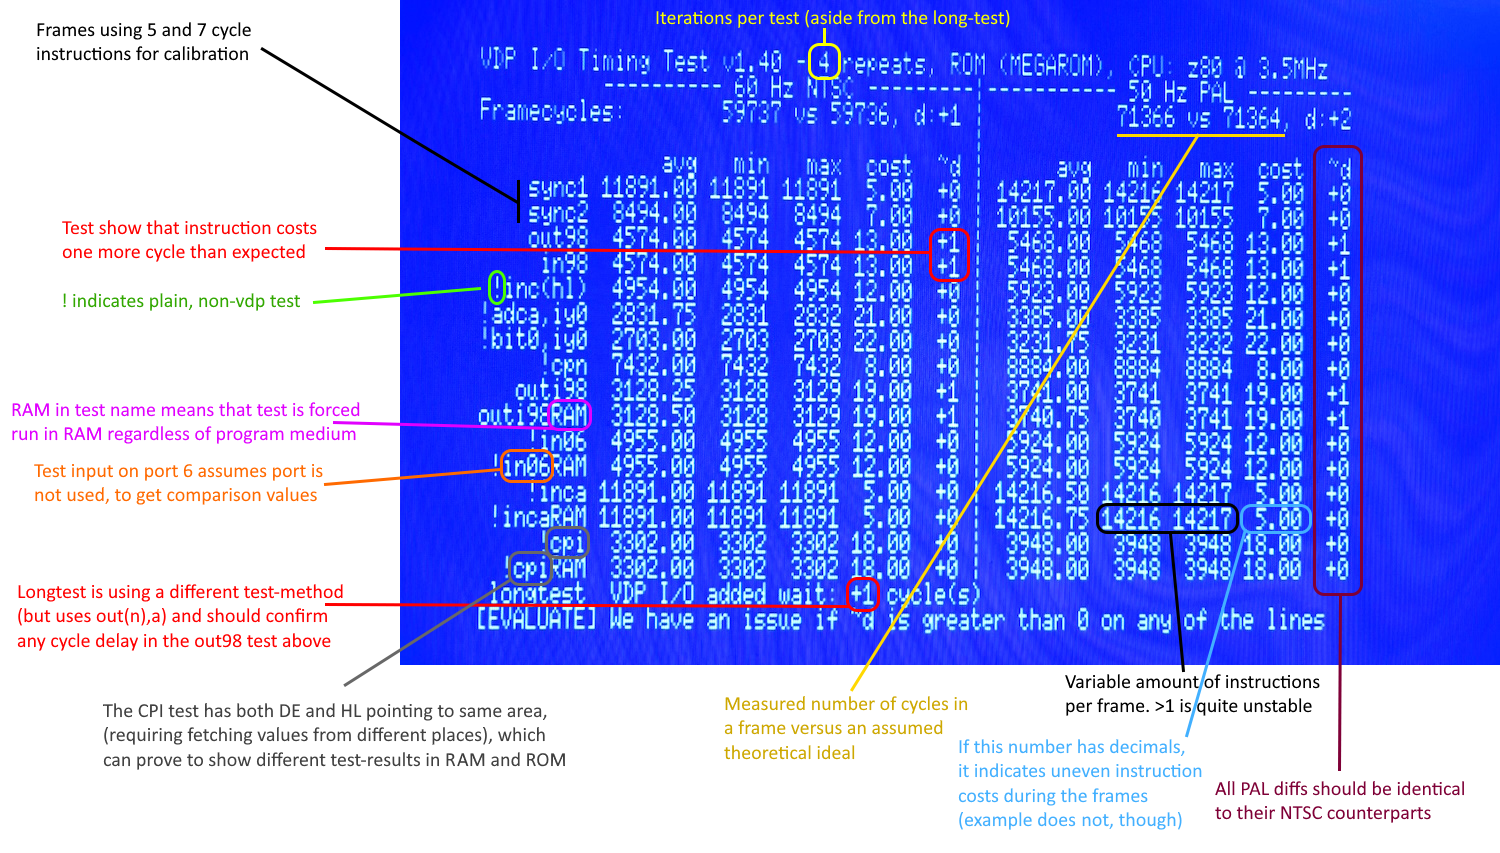 Iterations per test (aside from the long-test)
Frames using 5 and 7 cycle
instructions for calibration
VDP I/O Timing Test v1.40 - 4 repeats, ROM (MEGAROM), CPU: z80 @ 3.5MHz
---------- 60 Hz NTSC ---------¦----------- 50 Hz PAL ---------
Framecycles: 59737 vs 59736, d:+1 ¦ 71366 vs 71364, d:+2
avg min max cost ~d ¦ avg min max cost ~d
sync1 11891.00 11891 11891 5.00 +0 ¦ 14217.00 14216 14217 5.00 +0
sync2 8494.00 8494 8494 7.00 +0 ¦ 10155.00 10155 10155 7.00 +0
out98 4574.00 4574 4574 13.00 +1 ¦ 5468.00 5468 5468 13.00 +1
in98 4574.00 4574 4574 13.00 +1 ¦ 5468.00 5468 5468 13.00 +1
!inc(hl) 4954.00 4954 4954 12.00 +0 ¦ 5923.00 5923 5923 12.00 +0
!adca,iy0 2831.75 2831 2832 21.00 +0 ¦ 3385.00 3385 3385 21.00 +0
!bit0,iy0 2703.00 2703 2703 22.00 +0 ¦ 3231.75 3231 3232 22.00 +0
!cpn 7432.00 7432 7432 8.00 +0 ¦ 8884.00 8884 8884 8.00 +0
outi98 3128.25 3128 3129 19.00 +1 ¦ 3741.00 3741 3741 19.00 +1
outi98RAM 3128.50 3128 3129 19.00 +1 ¦ 3740.75 3740 3741 19.00 +1
!in06 4955.00 4955 4955 12.00 +0 ¦ 5924.00 5924 5924 12.00 +0
!in06RAM 4955.00 4955 4955 12.00 +0 ¦ 5924.00 5924 5924 12.00 +0
!inca 11891.00 11891 11891 5.00 +0 ¦ 14216.50 14216 14217 5.00 +0
!incaRAM 11891.00 11891 11891 5.00 +0 ¦ 14216.75 14216 14217 5.00 +0
!cpi 3302.00 3302 3302 18.00 +0 ¦ 3948.00 3948 3948 18.00 +0
!cpiRAM 3302.00 3302 3302 18.00 +0 ¦ 3948.00 3948 3948 18.00 +0
longtest VDP I/O added wait: +1 cycle(s)
[EVALUATE] We have an issue if ~d is greater than 0 on any of the lines
Test show that instruction costs
one more cycle than expected
! indicates plain, non-vdp test
RAM in test name means that test is forced
run in RAM regardless of program medium
Test input on port 6 assumes port is
not used, to get comparison values
Longtest is using a different test-method
(but uses out(n),a) and should confirm
any cycle delay in the out98 test above
The CPI test has both DE and HL pointing to same area,
(requiring fetching values from different places), which
can prove to show different test-results in RAM and ROM
Measured number of cycles in
a frame versus an assumed
theoretical ideal
Variable amount of instructions
per frame. >1 is quite unstable
If this number has decimals,
it indicates uneven instruction
costs during the frames
(example does not, though)
All PAL diffs should be identical
to their NTSC counterparts